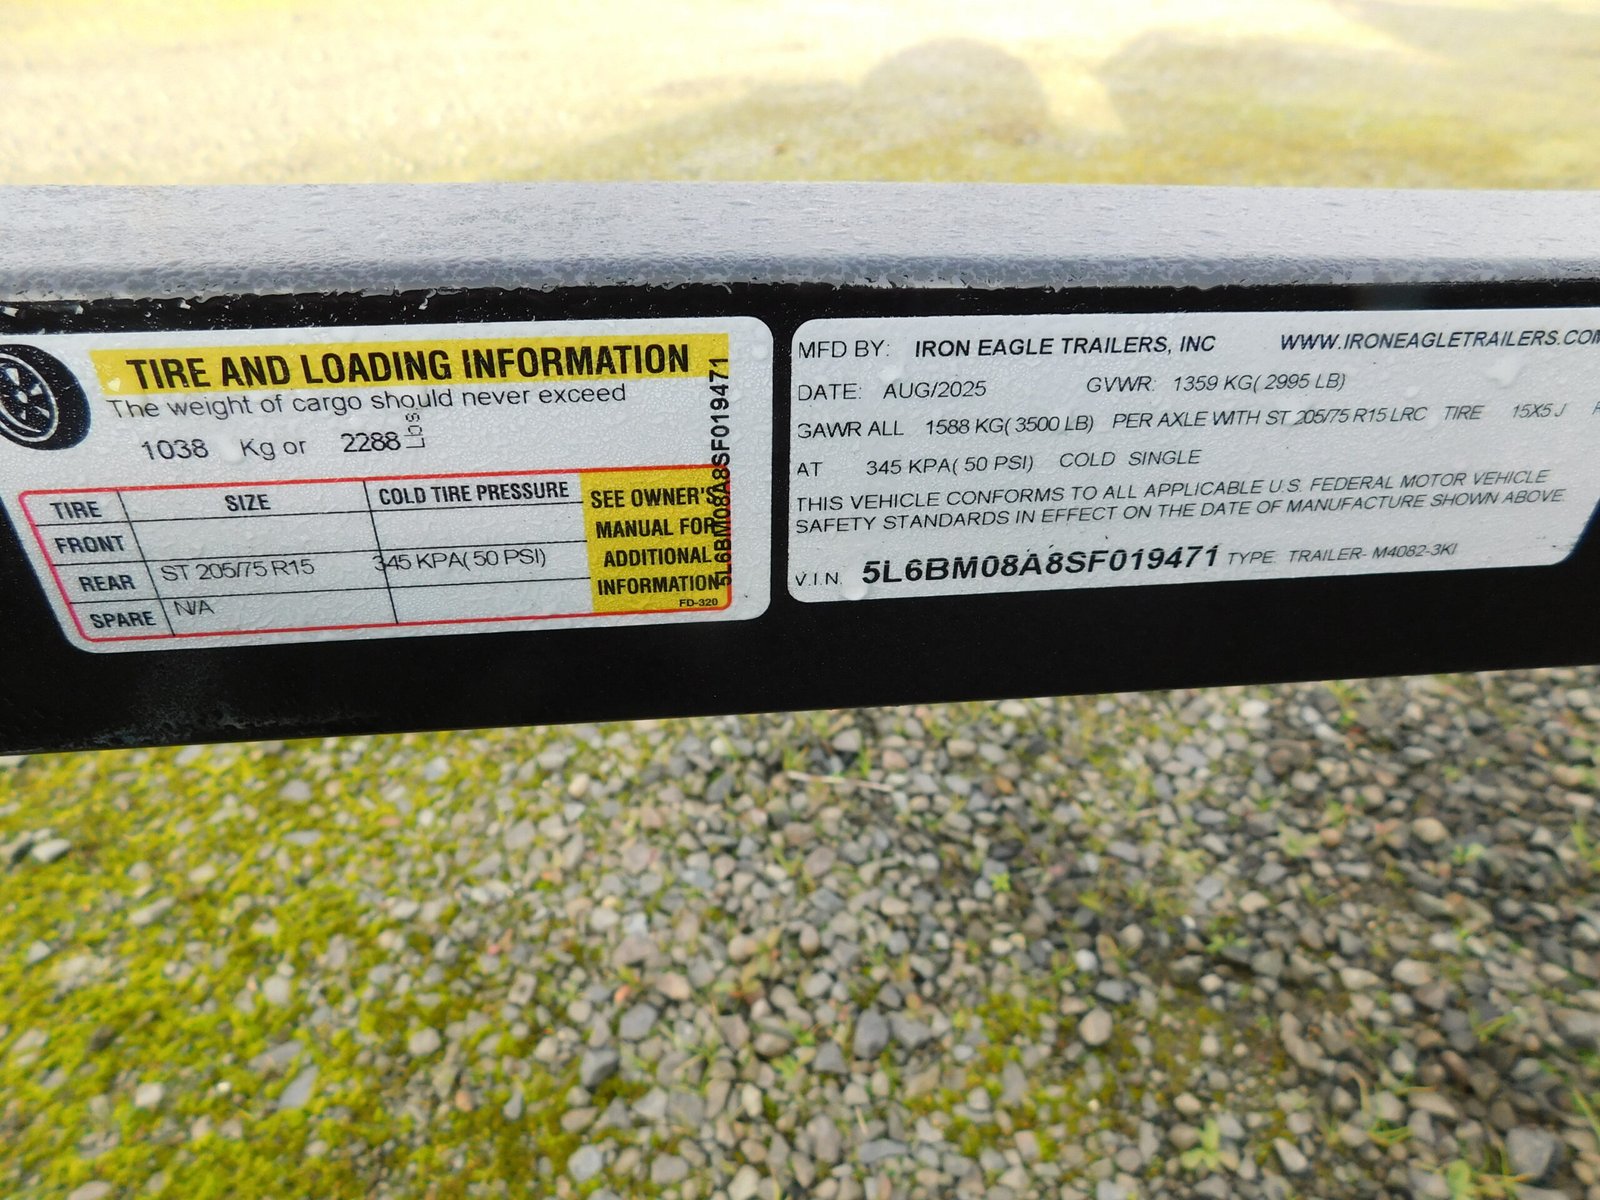 TIRE AND LOADING INFORMATION
The weight of cargo should never exceed
1038 Kg or 2288 Lbs.
TIRE SIZE COLD TIRE PRESSURE
FRONT
REAR ST 205/75 R15 345 KPA( 50 PSI)
SPARE N/A
SEE OWNER'S
MANUAL FOR
ADDITIONAL
INFORMATION
FD-320
5L6BM08A8SF019471
MFD BY: IRON EAGLE TRAILERS, INC WWW.IRONEAGLETRAILERS.COM
DATE: AUG/2025 GVWR: 1359 KG( 2995 LB)
GAWR ALL 1588 KG( 3500 LB) PER AXLE WITH ST 205/75 R15 LRC TIRE 15X5 J
AT 345 KPA( 50 PSI) COLD SINGLE
THIS VEHICLE CONFORMS TO ALL APPLICABLE U.S. FEDERAL MOTOR VEHICLE
SAFETY STANDARDS IN EFFECT ON THE DATE OF MANUFACTURE SHOWN ABOVE.
V.I.N. 5L6BM08A8SF019471 TYPE: TRAILER- M4082-3KI